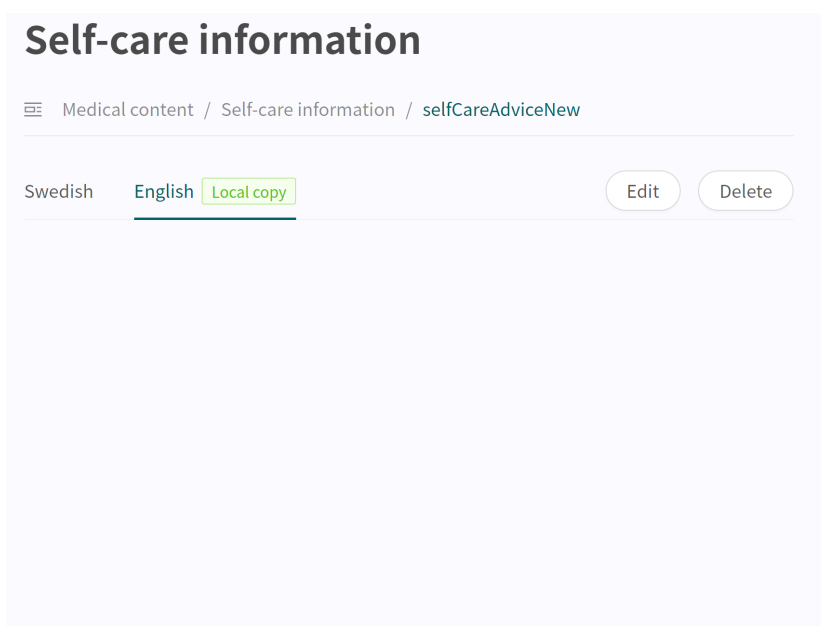 Self-care information
Medical content / Self-care information / selfCareAdviceNew
Swedish English Local copy Edit Delete